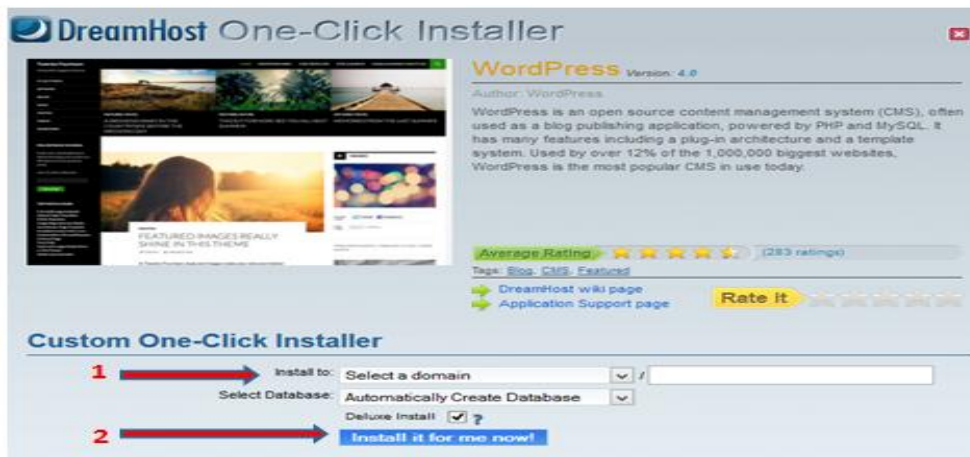 DreamHost One-Click Installer
WordPress Version: 4.0
Author: WordPress
WordPress is an open source content management system (CMS), often
used as a blog publishing application, powered by PHP and MySQL. It
has many features including a plug-in architecture and a template
system. Used by over 12% of the 1,000,000 biggest websites,
WordPress is the most popular CMS in use today.
FEATURED IMAGES REALLY
SHINE IN THIS THEME
Average Rating (283 ratings)
Tags: Blog, CMS, Featured
DreamHost wiki page
Application Support page
Rate It
Custom One-Click Installer
1 Install to: Select a domain /
Select Database: Automatically Create Database
Deluxe Install ?
2 Install it for me now!